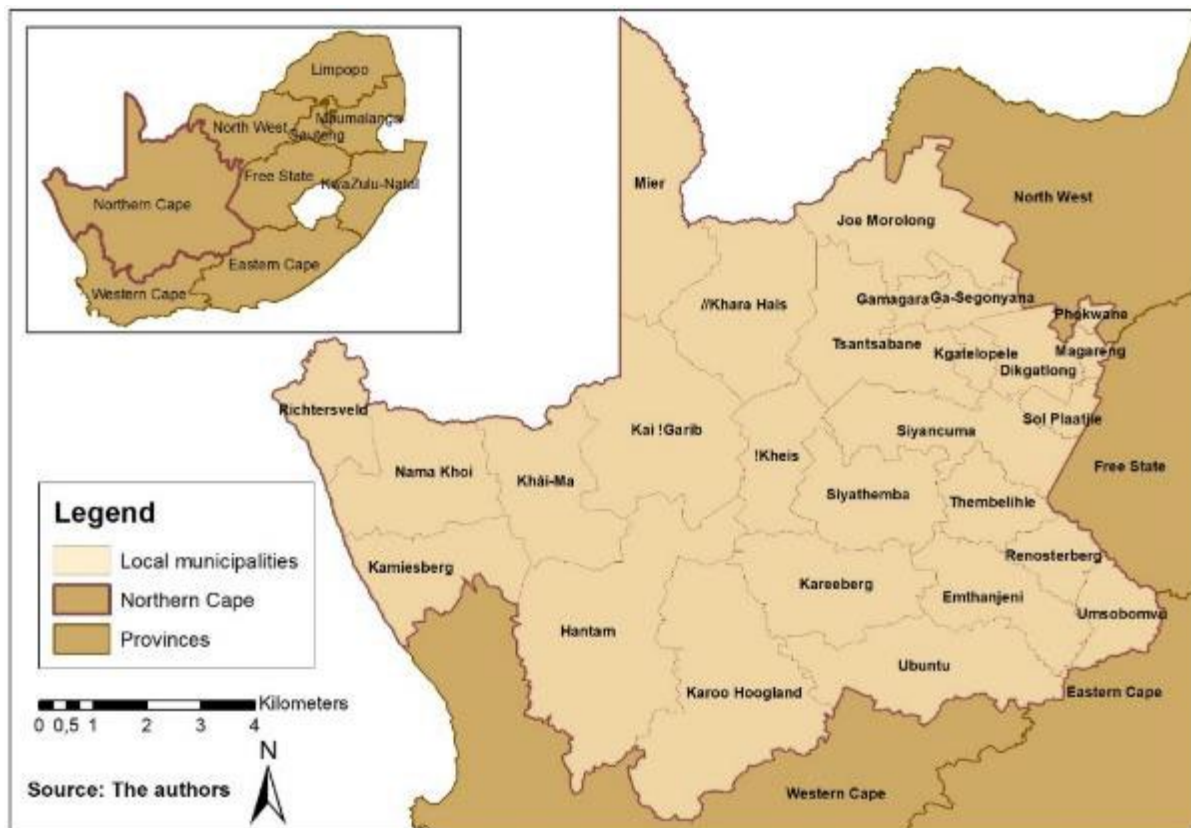 Limpopo
North West
Mpumalanga
Gauteng
Free State
KwaZulu-Natal
Northern Cape
Eastern Cape
Western Cape
Mier
North West
Joe Morolong
//Khara Hais
Gamagara
Ga-Segonyana
Phokwane
Tsantsabane
Kgatelopele
Magareng
Dikgatlong
Richtersveld
Sol Plaatjie
Kai !Garib
Siyancuma
!Kheis
Nama Khoi
Khâi-Ma
Free State
Siyathemba
Thembelihle
Renosterberg
Kamiesberg
Kareeberg
Emthanjeni
Umsobomvu
Hantam
Ubuntu
Karoo Hoogland
Eastern Cape
Western Cape
Legend
Local municipalities
Northern Cape
Provinces
Kilometers
0 0,5 1 2 3 4
N
Source: The authors